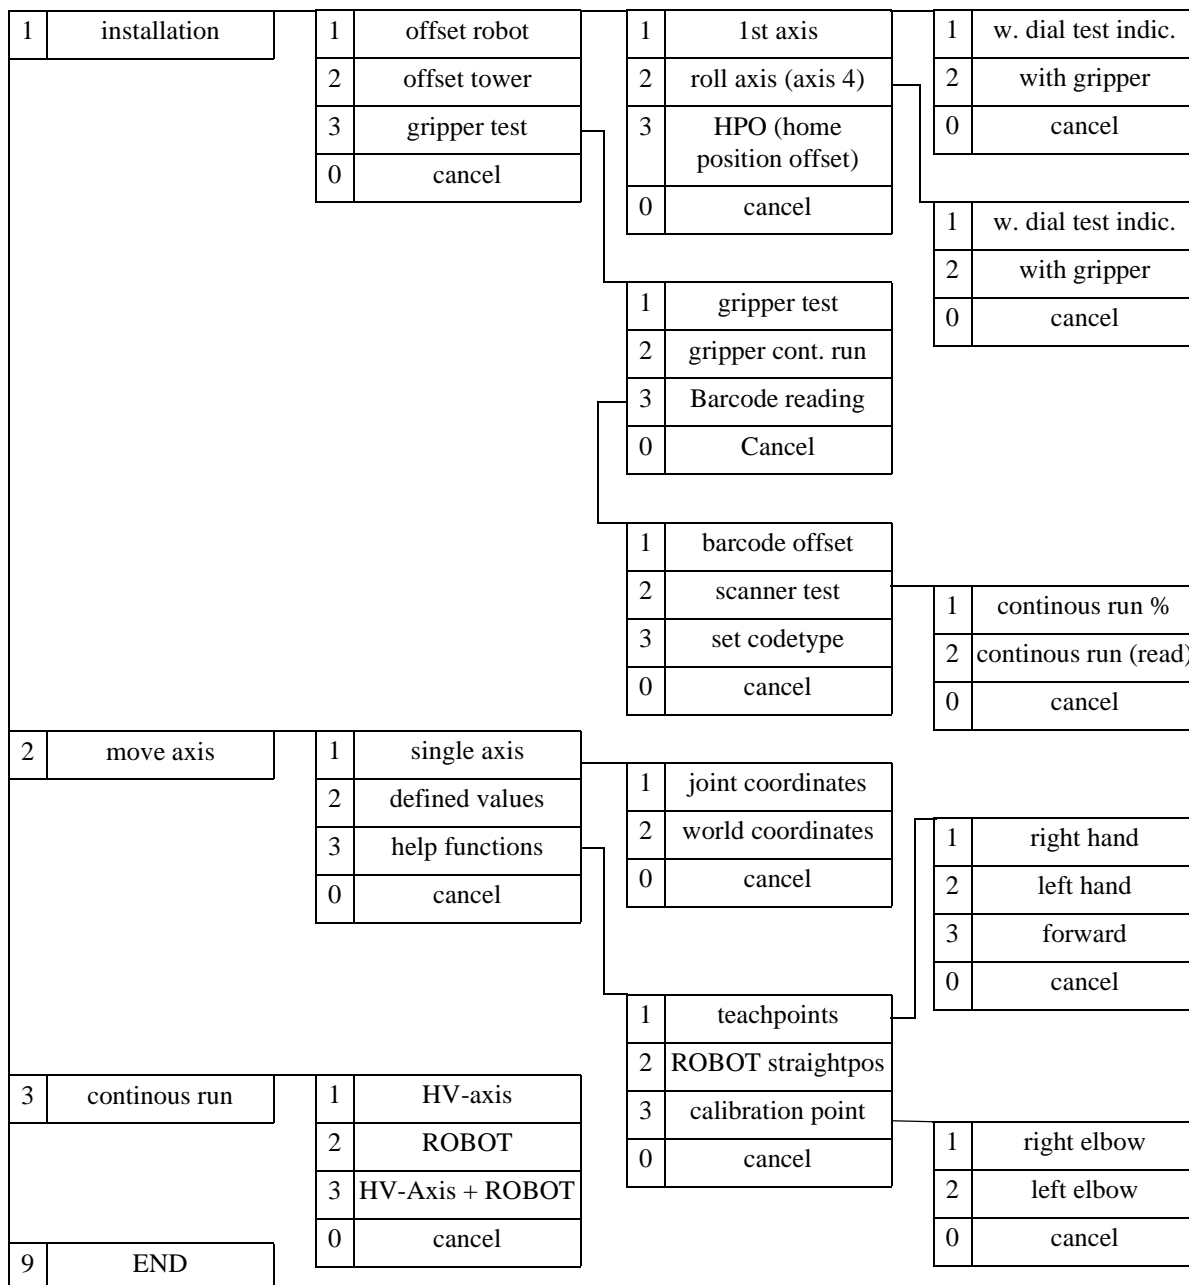 1 installation
1 offset robot
2 offset tower
3 gripper test
0 cancel
1 1st axis
2 roll axis (axis 4)
3 HPO (home
position offset)
0 cancel
1 w. dial test indic.
2 with gripper
0 cancel
1 w. dial test indic.
2 with gripper
0 cancel
1 gripper test
2 gripper cont. run
3 Barcode reading
0 Cancel
1 barcode offset
2 scanner test
3 set codetype
0 cancel
1 continous run %
2 continous run (read)
0 cancel
2 move axis
1 single axis
2 defined values
3 help functions
0 cancel
1 joint coordinates
2 world coordinates
0 cancel
1 right hand
2 left hand
3 forward
0 cancel
1 teachpoints
2 ROBOT straightpos
3 calibration point
0 cancel
1 right elbow
2 left elbow
0 cancel
3 continous run
1 HV-axis
2 ROBOT
3 HV-Axis + ROBOT
0 cancel
9 END